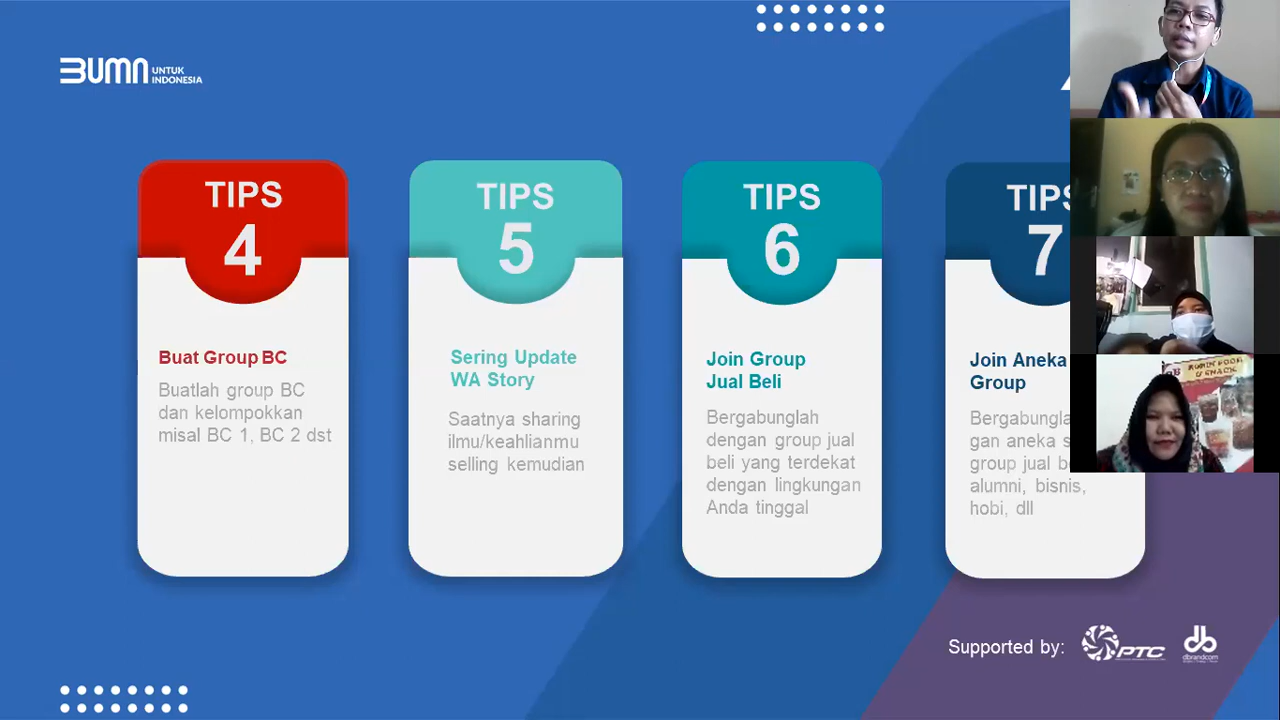 BUMN UNTUK
INDONESIA
TIPS
4
Buat Group BC
Buatlah group BC
dan kelompokkan
misal BC 1, BC 2 dst
TIPS
5
Sering Update
WA Story
Saatnya sharing
ilmu/keahlianmu
selling kemudian
TIPS
6
Join Group
Jual Beli
Bergabunglah
dengan group jual
beli yang terdekat
dengan lingkungan
Anda tinggal
TIPS
7
Join Aneka
Group
Bergabungla
gan aneka s
group jual b
alumni, bisnis,
hobi, dll
& SNACK
Supported by:
PTC
dbrandcom